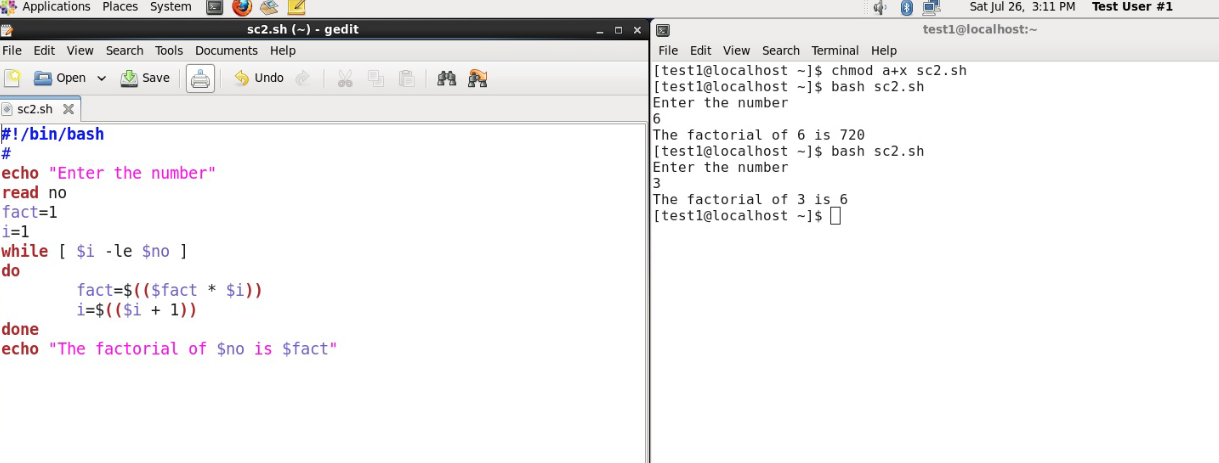 Applications Places System Sat Jul 26, 3:11 PM Test User #1
sc2.sh (~) - gedit
File Edit View Search Tools Documents Help
Open Save Undo
sc2.sh
#!/bin/bash
#
echo "Enter the number"
read no
fact=1
i=1
while [ $i -le $no ]
do
        fact=$(($fact * $i))
        i=$(($i + 1))
done
echo "The factorial of $no is $fact"
test1@localhost:~
File Edit View Search Terminal Help
[test1@localhost ~]$ chmod a+x sc2.sh
[test1@localhost ~]$ bash sc2.sh
Enter the number
6
The factorial of 6 is 720
[test1@localhost ~]$ bash sc2.sh
Enter the number
3
The factorial of 3 is 6
[test1@localhost ~]$